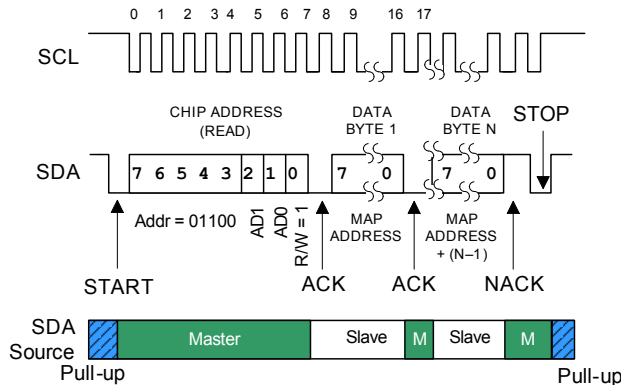 0 1 2 3 4 5 6 7 8 9 16 17
SCL
CHIP ADDRESS
(READ)
DATA
BYTE 1
DATA
BYTE N
STOP
SDA
7 6 5 4 3 2 1 0
7 0
7 0
Addr = 01100
AD1
AD0
R/W = 1
MAP
ADDRESS
MAP
ADDRESS
+ (N–1)
START
ACK
ACK
NACK
SDA
Source
Master
Slave
M
Slave
M
Pull-up
Pull-up